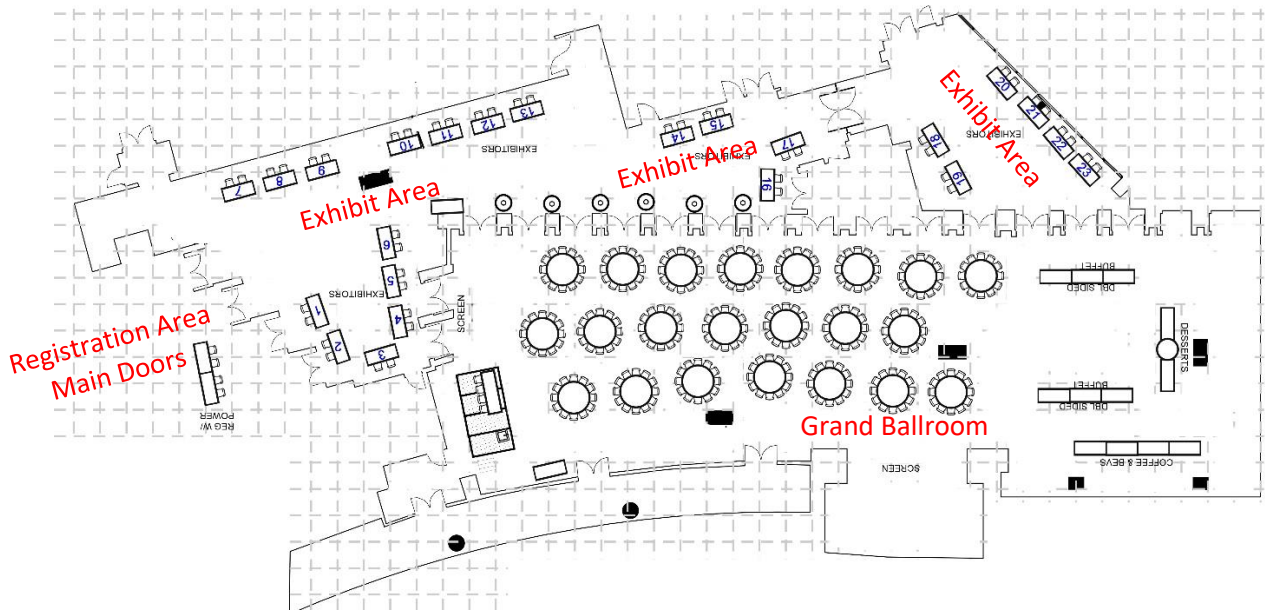 20
21
22
23
EXHIBITORS
Exhibit Area
18
19
13
12
11
10
EXHIBITORS
14
15
17
16
EXHIBITORS
Exhibit Area
9
8
7
Exhibit Area
6
5
EXHIBITORS
4
3
1
2
Registration Area
Main Doors
REG W/
POWER
SCREEN
BUFFET
DBL SIDED
DESSERTS
BUFFET
DBL SIDED
Grand Ballroom
SCREEN
COFFEE & BEVS